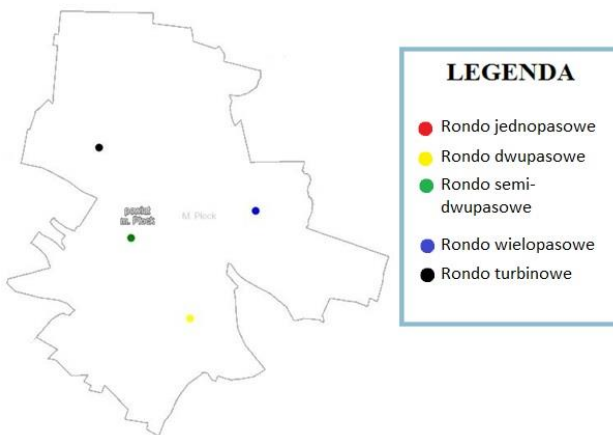 powiat
m. Płock
M. Płock
LEGENDA
Rondo jednopasowe
Rondo dwupasowe
Rondo semi-
dwupasowe
Rondo wielopasowe
Rondo turbinowe